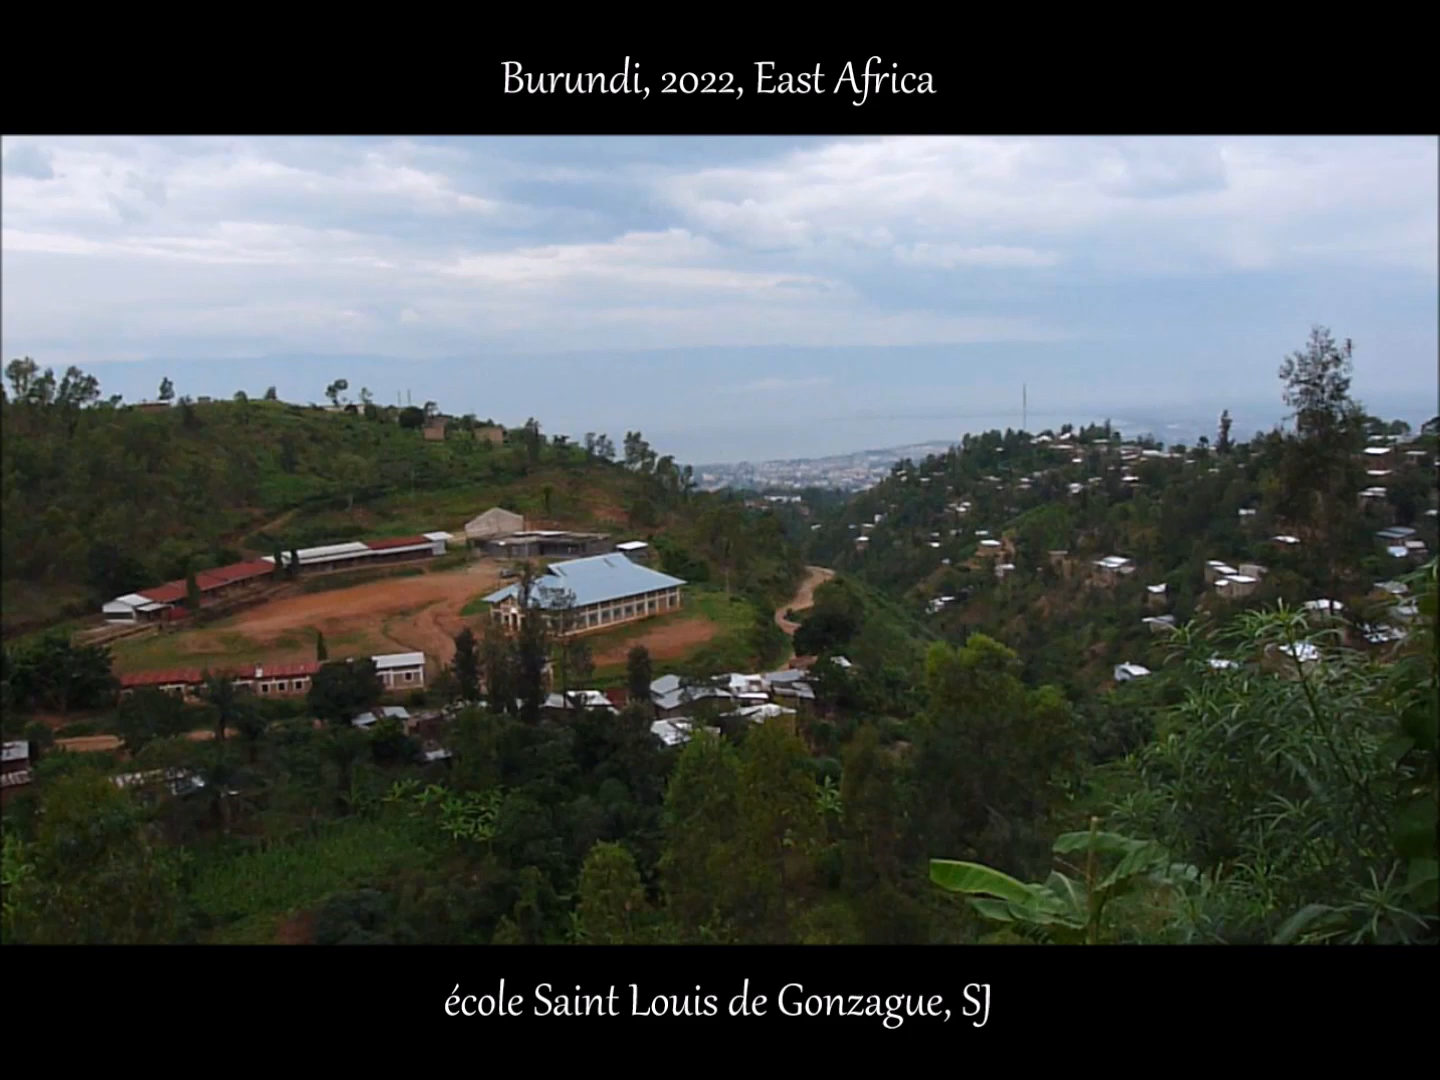 Burundi, 2022, East Africa
école Saint Louis de Gonzague, SJ